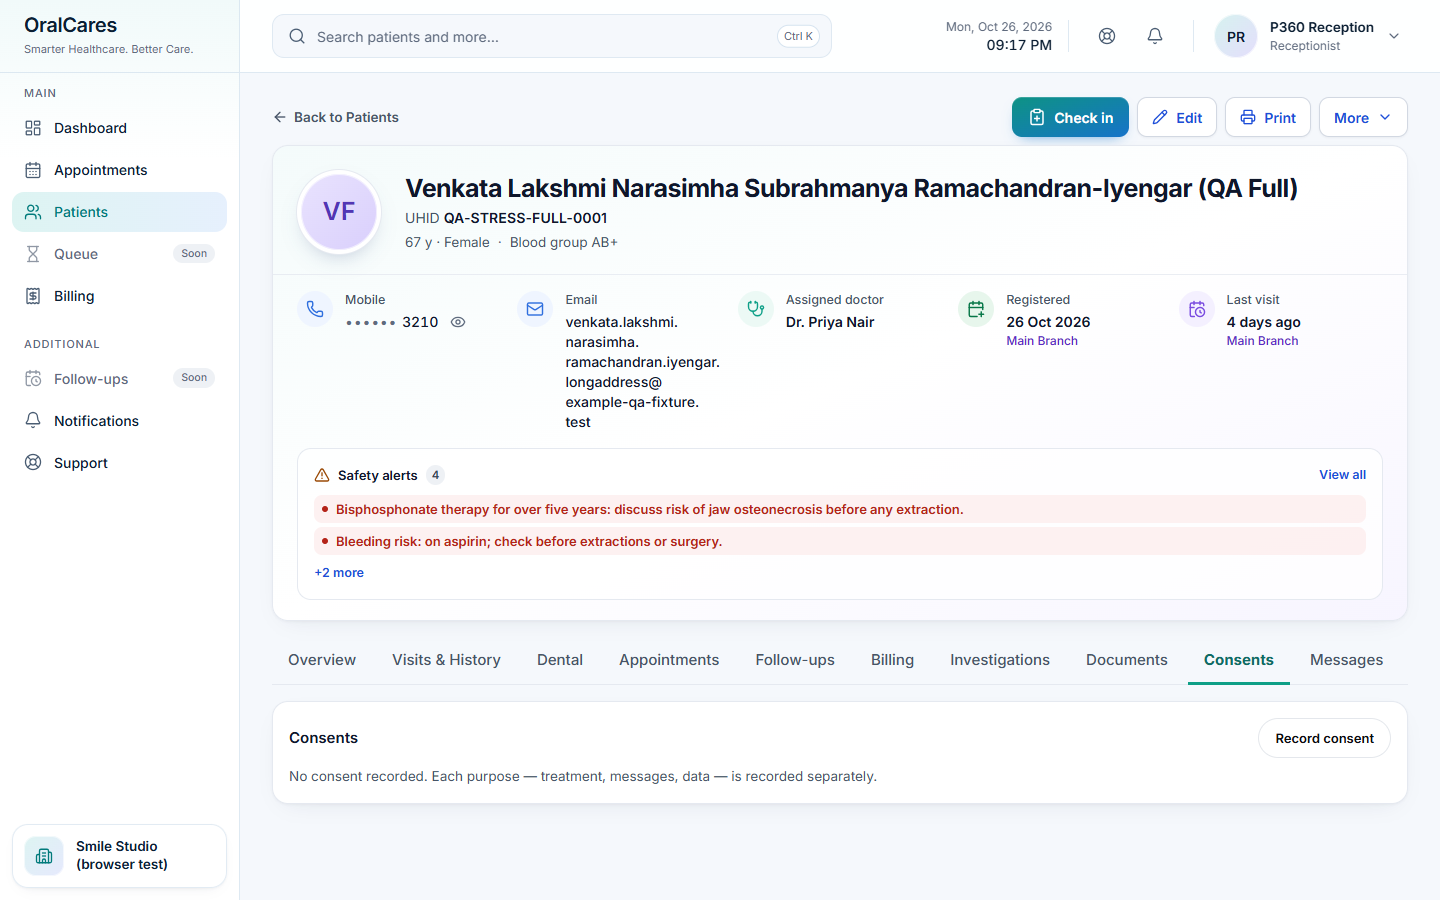 OralCares
Smarter Healthcare. Better Care.
Search patients and more...
Ctrl K
Mon, Oct 26, 2026
09:17 PM
PR
P360 Reception
Receptionist
MAIN
Dashboard
Appointments
Patients
Queue
Soon
Billing
ADDITIONAL
Follow-ups
Soon
Notifications
Support
Smile Studio
(browser test)
Back to Patients
Check in
Edit
Print
More
VF
Venkata Lakshmi Narasimha Subrahmanya Ramachandran-Iyengar (QA Full)
UHID QA-STRESS-FULL-0001
67 y · Female · Blood group AB+
Mobile
•••••• 3210
Email
venkata.lakshmi.
narasimha.
ramachandran.iyengar.
longaddress@
example-qa-fixture.
test
Assigned doctor
Dr. Priya Nair
Registered
26 Oct 2026
Main Branch
Last visit
4 days ago
Main Branch
Safety alerts 4
View all
Bisphosphonate therapy for over five years: discuss risk of jaw osteonecrosis before any extraction.
Bleeding risk: on aspirin; check before extractions or surgery.
+2 more
Overview
Visits & History
Dental
Appointments
Follow-ups
Billing
Investigations
Documents
Consents
Messages
Consents
Record consent
No consent recorded. Each purpose — treatment, messages, data — is recorded separately.